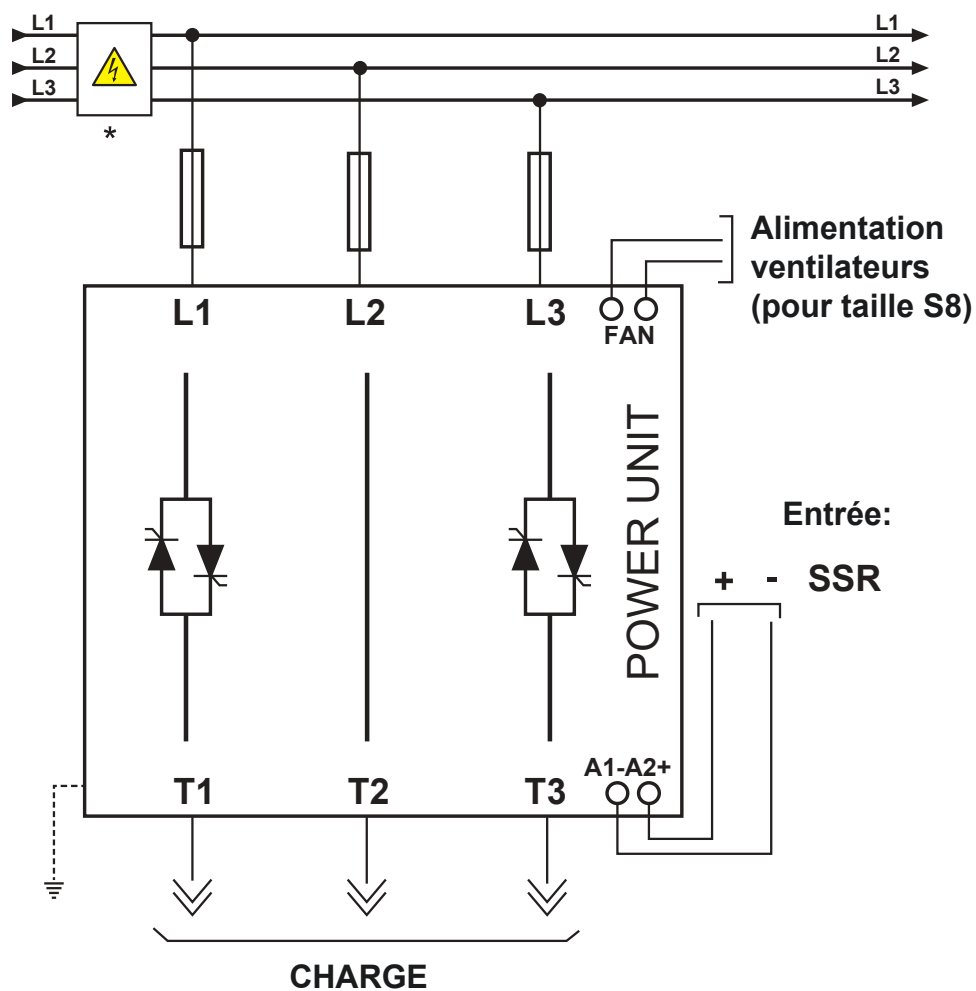 L1 L1
L2 L2
L3 L3
*
Alimentation
ventilateurs
(pour taille S8)
L1 L2 L3
FAN
POWER UNIT
Entrée:
+ - SSR
A1-A2+
T1 T2 T3
CHARGE